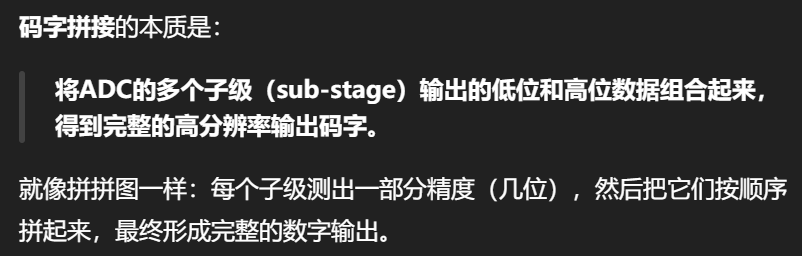 码字拼接的本质是：
将ADC的多个子级（sub-stage）输出的低位和高位数据组合起来，
得到完整的高分辨率输出码字。
就像拼拼图一样：每个子级测出一部分精度（几位），然后把它们按顺序
拼起来，最终形成完整的数字输出。